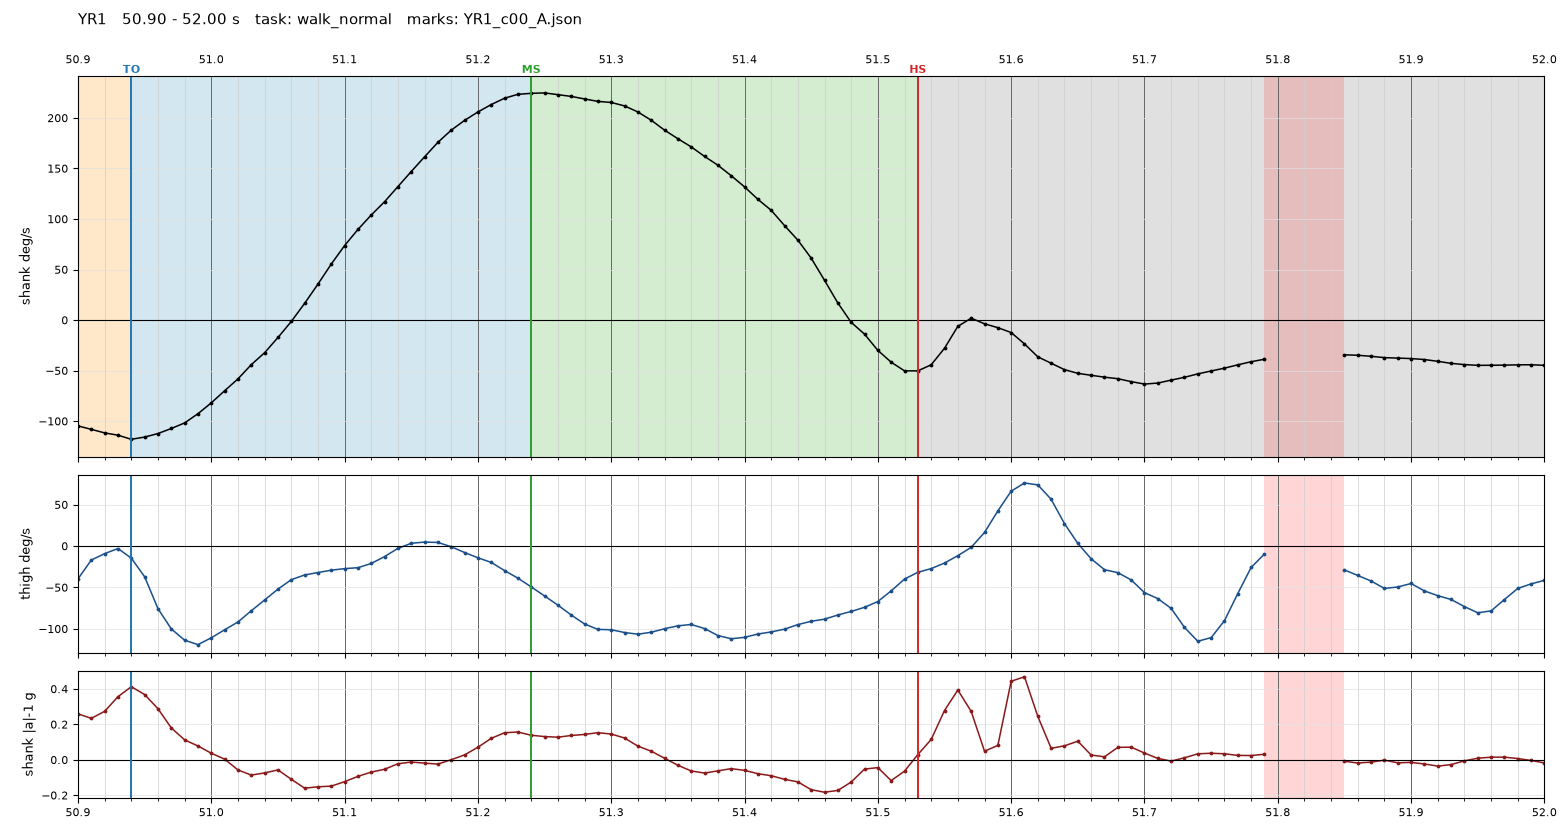 YR1   50.90 - 52.00 s   task: walk_normal   marks: YR1_c00_A.json
50.9 51.0 51.1 51.2 51.3 51.4 51.5 51.6 51.7 51.8 51.9 52.0
TO MS HS
shank deg/s
200
150
100
50
0
−50
−100
thigh deg/s
50
0
−50
−100
shank |a|-1 g
0.4
0.2
0.0
−0.2
50.9 51.0 51.1 51.2 51.3 51.4 51.5 51.6 51.7 51.8 51.9 52.0